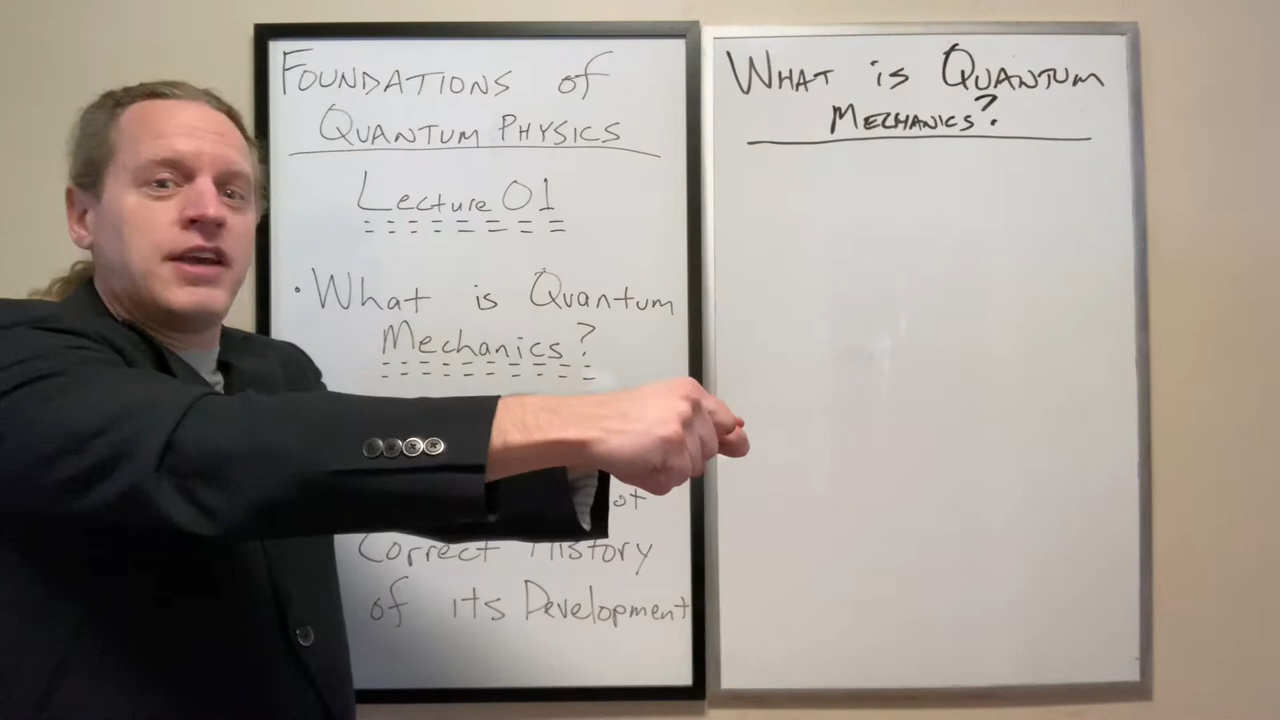 FOUNDATIONS of
QUANTUM PHYSICS
Lecture 01
• What is Quantum
Mechanics?
Correct History
of its Development
WHAT is QUANTUM
MECHANICS?